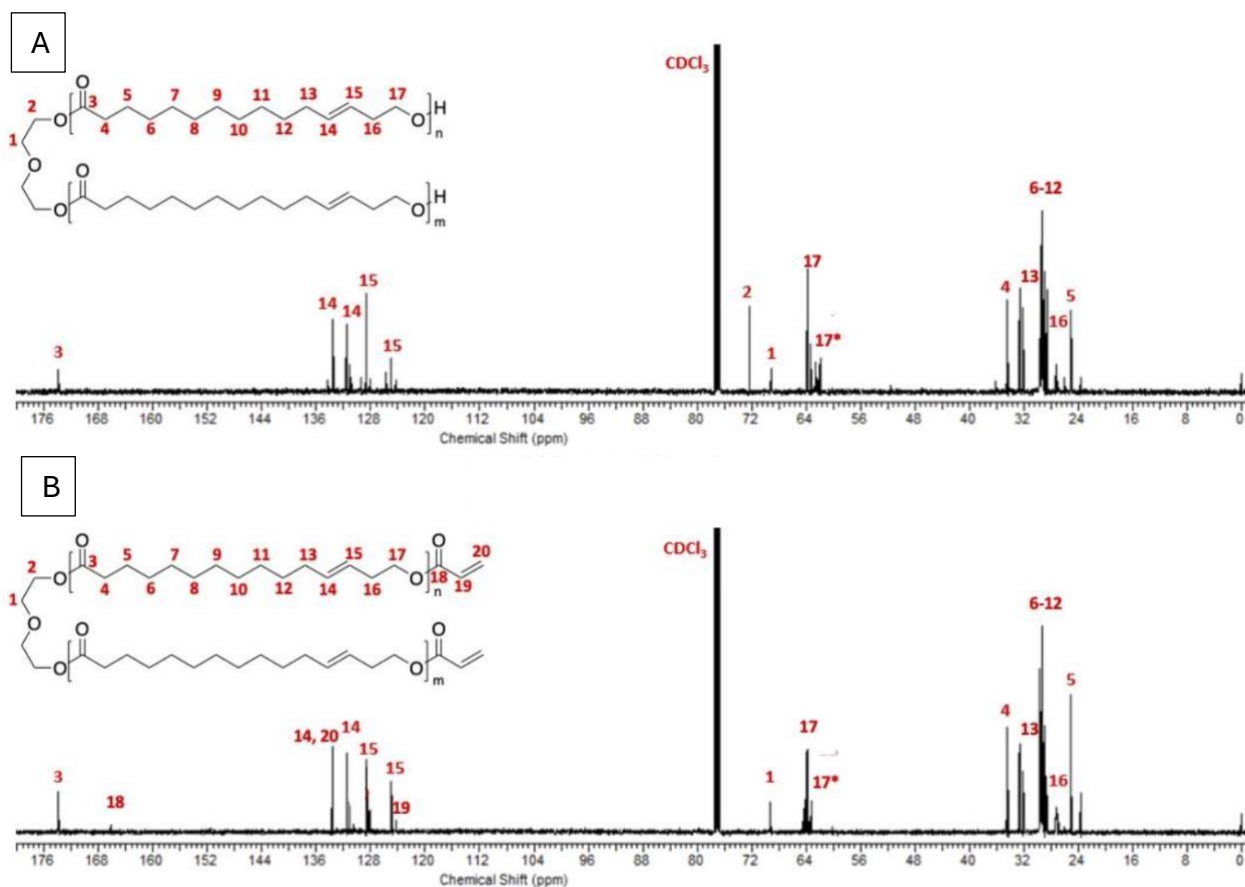 A
CDCl3
O
3 5 7 9 11 13 15 17
2 O 4 6 8 10 12 14 16 O H
n
1
O
O
O O H
m
6-12
17
2
15
14 14
4 13
5
15
17*
1
16
3
176 168 160 152 144 136 128 120 112 104 96 88 80 72 64 56 48 40 32 24 16 8 0
Chemical Shift (ppm)
B
CDCl3
O O
3 5 7 9 11 13 15 17 20
2 O 4 6 8 10 12 14 16 O 18 19
n
1
O
O O
O O
m
6-12
5
4
14, 20 14 17 13
15
15
3 1 17* 16
18 19
176 168 160 152 144 136 128 120 112 104 96 88 80 72 64 56 48 40 32 24 16 8 0
Chemical Shift (ppm)